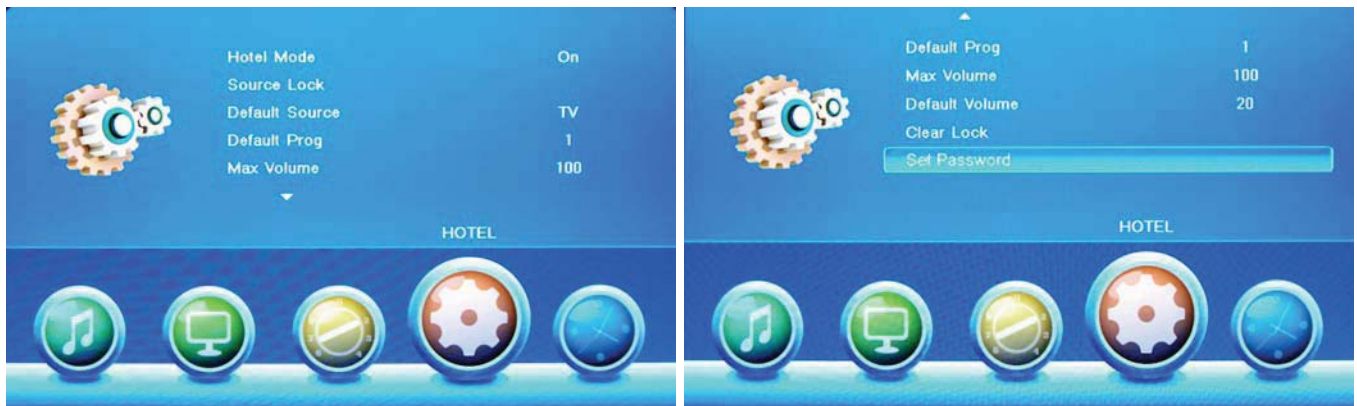 Hotel Mode On
Source Lock
Default Source TV
Default Prog 1
Max Volume 100
HOTEL
Default Prog 1
Max Volume 100
Default Volume 20
Clear Lock
Set Password
HOTEL